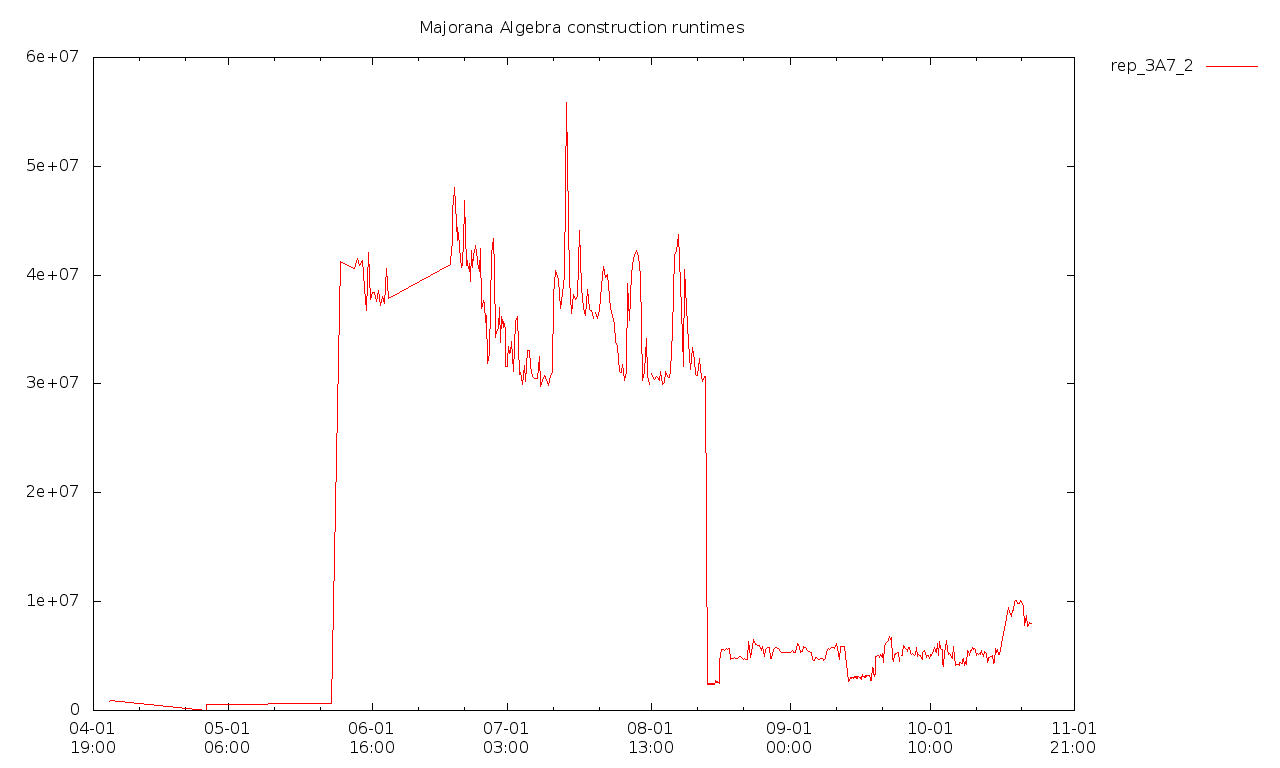 Majorana Algebra construction runtimes
rep_3A7_2
6e+07
5e+07
4e+07
3e+07
2e+07
1e+07
0
04-01 05-01 06-01 07-01 08-01 09-01 10-01 11-01
19:00 06:00 16:00 03:00 13:00 00:00 10:00 21:00